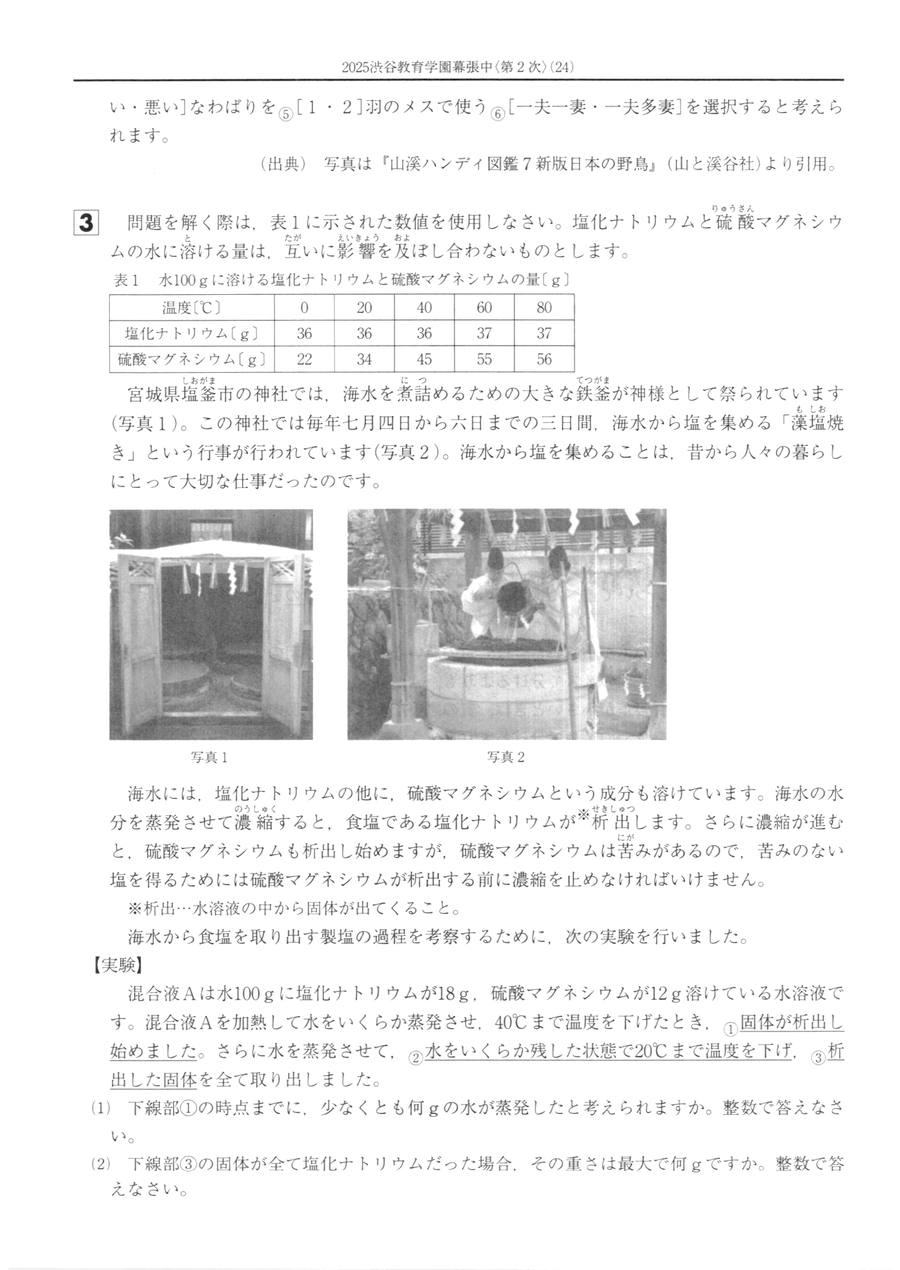 2025渋谷教育学園幕張中〈第2次〉(24)
い・悪い]なわばりを⑤[1・2]羽のメスで使う⑥[一夫一妻・一夫多妻]を選択すると考えら
れます。
(出典) 写真は『山溪ハンディ図鑑7新版日本の野鳥』(山と溪谷社)より引用。
3 問題を解く際は，表1に示された数値を使用しなさい。塩化ナトリウムと硫酸マグネシウ
ムの水に溶ける量は，互いに影響を及ぼし合わないものとします。
表1 水100gに溶ける塩化ナトリウムと硫酸マグネシウムの量〔g〕
温度〔℃〕 0 20 40 60 80
塩化ナトリウム〔g〕 36 36 36 37 37
硫酸マグネシウム〔g〕 22 34 45 55 56
宮城県塩釜市の神社では，海水を煮詰めるための大きな鉄釜が神様として祭られています
(写真1)。この神社では毎年七月四日から六日までの三日間，海水から塩を集める「藻塩焼
き」という行事が行われています(写真2)。海水から塩を集めることは，昔から人々の暮らし
にとって大切な仕事だったのです。
写真1
写真2
海水には，塩化ナトリウムの他に，硫酸マグネシウムという成分も溶けています。海水の水
分を蒸発させて濃縮すると，食塩である塩化ナトリウムが※析出します。さらに濃縮が進む
と，硫酸マグネシウムも析出し始めますが，硫酸マグネシウムは苦みがあるので，苦みのない
塩を得るためには硫酸マグネシウムが析出する前に濃縮を止めなければいけません。
※析出…水溶液の中から固体が出てくること。
海水から食塩を取り出す製塩の過程を考察するために，次の実験を行いました。
【実験】
混合液Aは水100gに塩化ナトリウムが18g，硫酸マグネシウムが12g溶けている水溶液で
す。混合液Aを加熱して水をいくらか蒸発させ，40℃まで温度を下げたとき，①固体が析出し
始めました。さらに水を蒸発させて，②水をいくらか残した状態で20℃まで温度を下げ，③析
出した固体を全て取り出しました。
(1) 下線部①の時点までに，少なくとも何gの水が蒸発したと考えられますか。整数で答えなさ
い。
(2) 下線部③の固体が全て塩化ナトリウムだった場合，その重さは最大で何gですか。整数で答
えなさい。